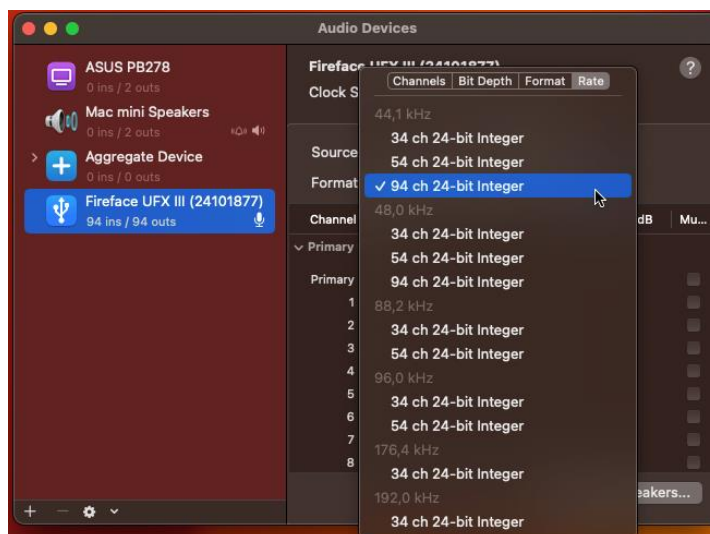 Audio Devices
ASUS PB278
0 ins / 2 outs
Mac mini Speakers
0 ins / 2 outs
Aggregate Device
0 ins / 0 outs
Fireface UFX III (24101877)
94 ins / 94 outs
Fireface UFX III (24101877)
?
Clock S
Source
Format
Channel
dB
Mu...
Primary
Primary
1
2
3
4
5
6
7
8
eakers...
Channels
Bit Depth
Format
Rate
44,1 kHz
34 ch 24-bit Integer
54 ch 24-bit Integer
✓ 94 ch 24-bit Integer
48,0 kHz
34 ch 24-bit Integer
54 ch 24-bit Integer
94 ch 24-bit Integer
88,2 kHz
34 ch 24-bit Integer
54 ch 24-bit Integer
96,0 kHz
34 ch 24-bit Integer
54 ch 24-bit Integer
176,4 kHz
34 ch 24-bit Integer
192,0 kHz
34 ch 24-bit Integer